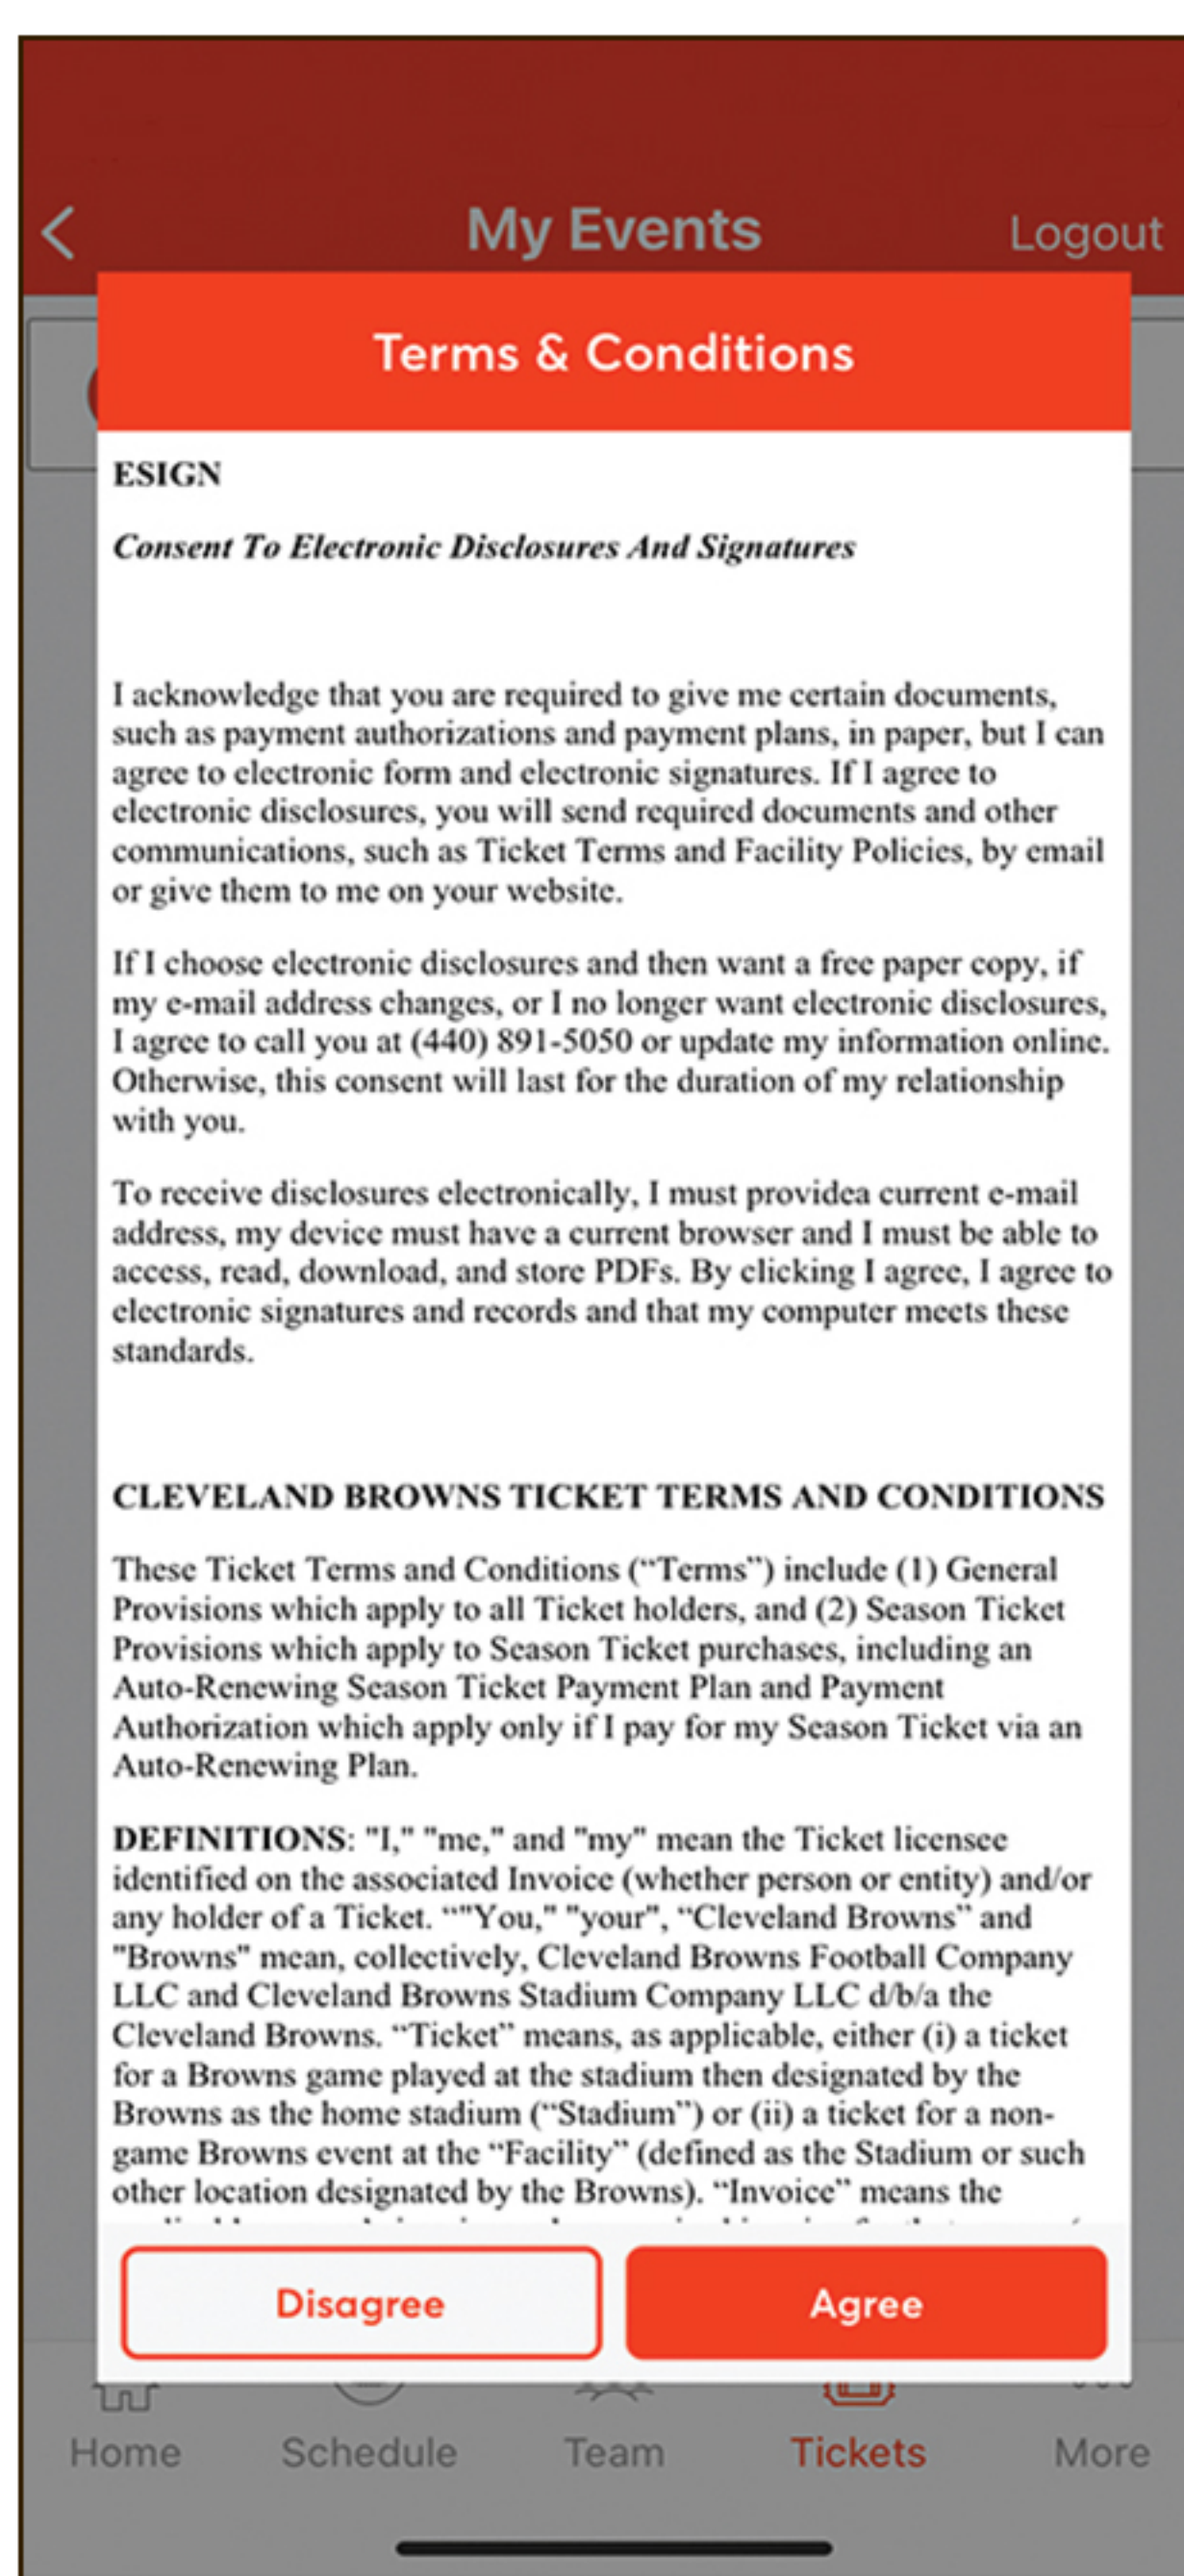 My Events
Logout
Terms & Conditions
ESIGN
Consent To Electronic Disclosures And Signatures
I acknowledge that you are required to give me certain documents,
such as payment authorizations and payment plans, in paper, but I can
agree to electronic form and electronic signatures. If I agree to
electronic disclosures, you will send required documents and other
communications, such as Ticket Terms and Facility Policies, by email
or give them to me on your website.
If I choose electronic disclosures and then want a free paper copy, if
my e-mail address changes, or I no longer want electronic disclosures,
I agree to call you at (440) 891-5050 or update my information online.
Otherwise, this consent will last for the duration of my relationship
with you.
To receive disclosures electronically, I must providea current e-mail
address, my device must have a current browser and I must be able to
access, read, download, and store PDFs. By clicking I agree, I agree to
electronic signatures and records and that my computer meets these
standards.
CLEVELAND BROWNS TICKET TERMS AND CONDITIONS
These Ticket Terms and Conditions (“Terms”) include (1) General
Provisions which apply to all Ticket holders, and (2) Season Ticket
Provisions which apply to Season Ticket purchases, including an
Auto-Renewing Season Ticket Payment Plan and Payment
Authorization which apply only if I pay for my Season Ticket via an
Auto-Renewing Plan.
DEFINITIONS: "I," "me," and "my" mean the Ticket licensee
identified on the associated Invoice (whether person or entity) and/or
any holder of a Ticket. “"You," "your", “Cleveland Browns” and
"Browns" mean, collectively, Cleveland Browns Football Company
LLC and Cleveland Browns Stadium Company LLC d/b/a the
Cleveland Browns. “Ticket” means, as applicable, either (i) a ticket
for a Browns game played at the stadium then designated by the
Browns as the home stadium (“Stadium”) or (ii) a ticket for a non-
game Browns event at the “Facility” (defined as the Stadium or such
other location designated by the Browns). “Invoice” means the
Disagree
Agree
Home
Schedule
Team
Tickets
More